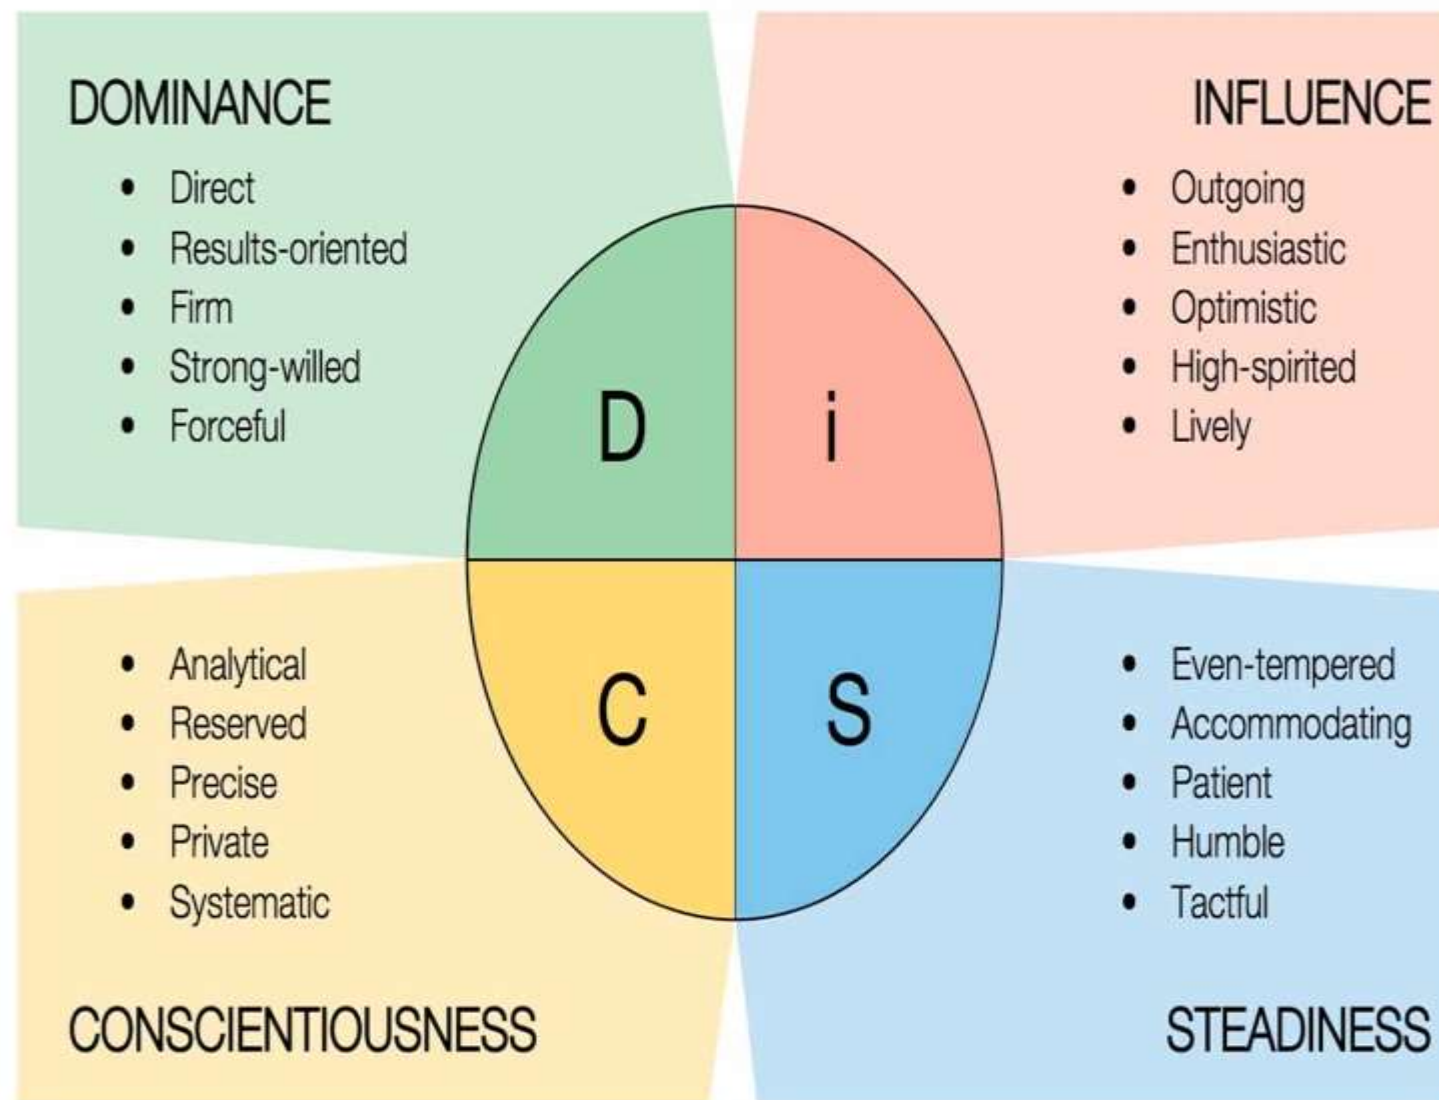 DOMINANCE
• Direct
• Results-oriented
• Firm
• Strong-willed
• Forceful
INFLUENCE
• Outgoing
• Enthusiastic
• Optimistic
• High-spirited
• Lively
D
i
C
S
• Analytical
• Reserved
• Precise
• Private
• Systematic
CONSCIENTIOUSNESS
• Even-tempered
• Accommodating
• Patient
• Humble
• Tactful
STEADINESS